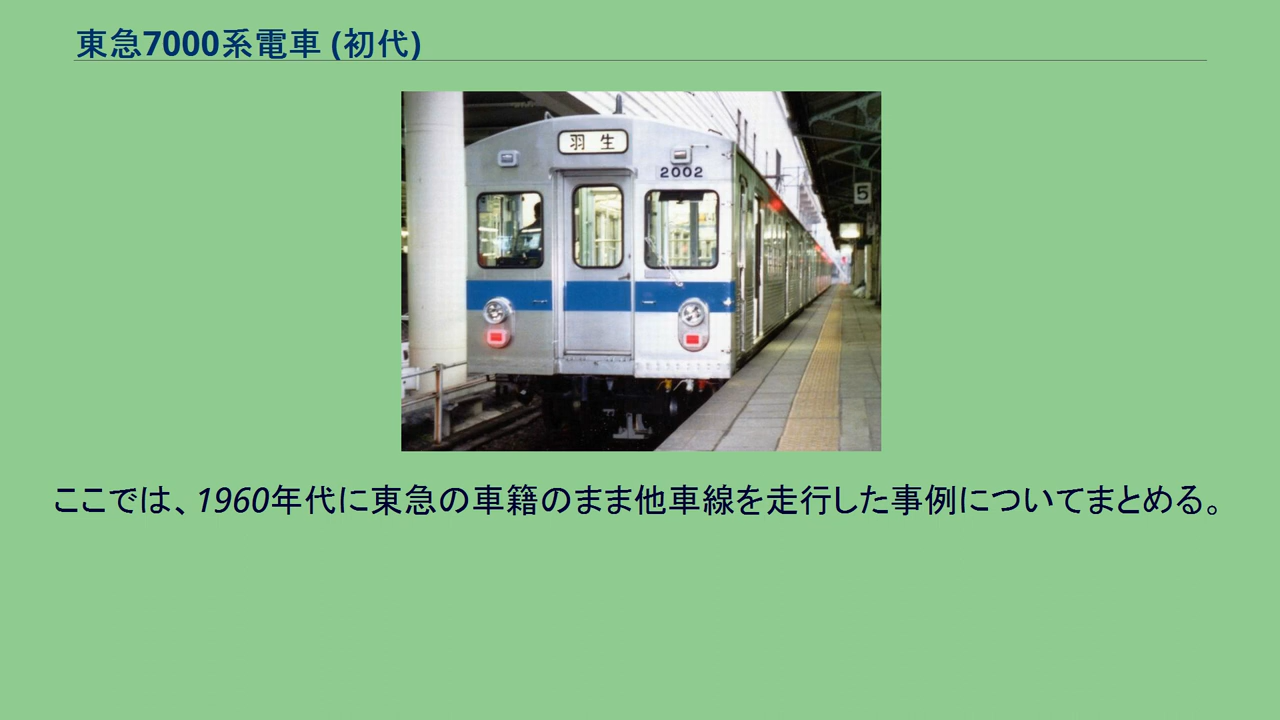 東急7000系電車 (初代)
羽生
2002
5
ここでは、1960年代に東急の車籍のまま他車線を走行した事例についてまとめる。